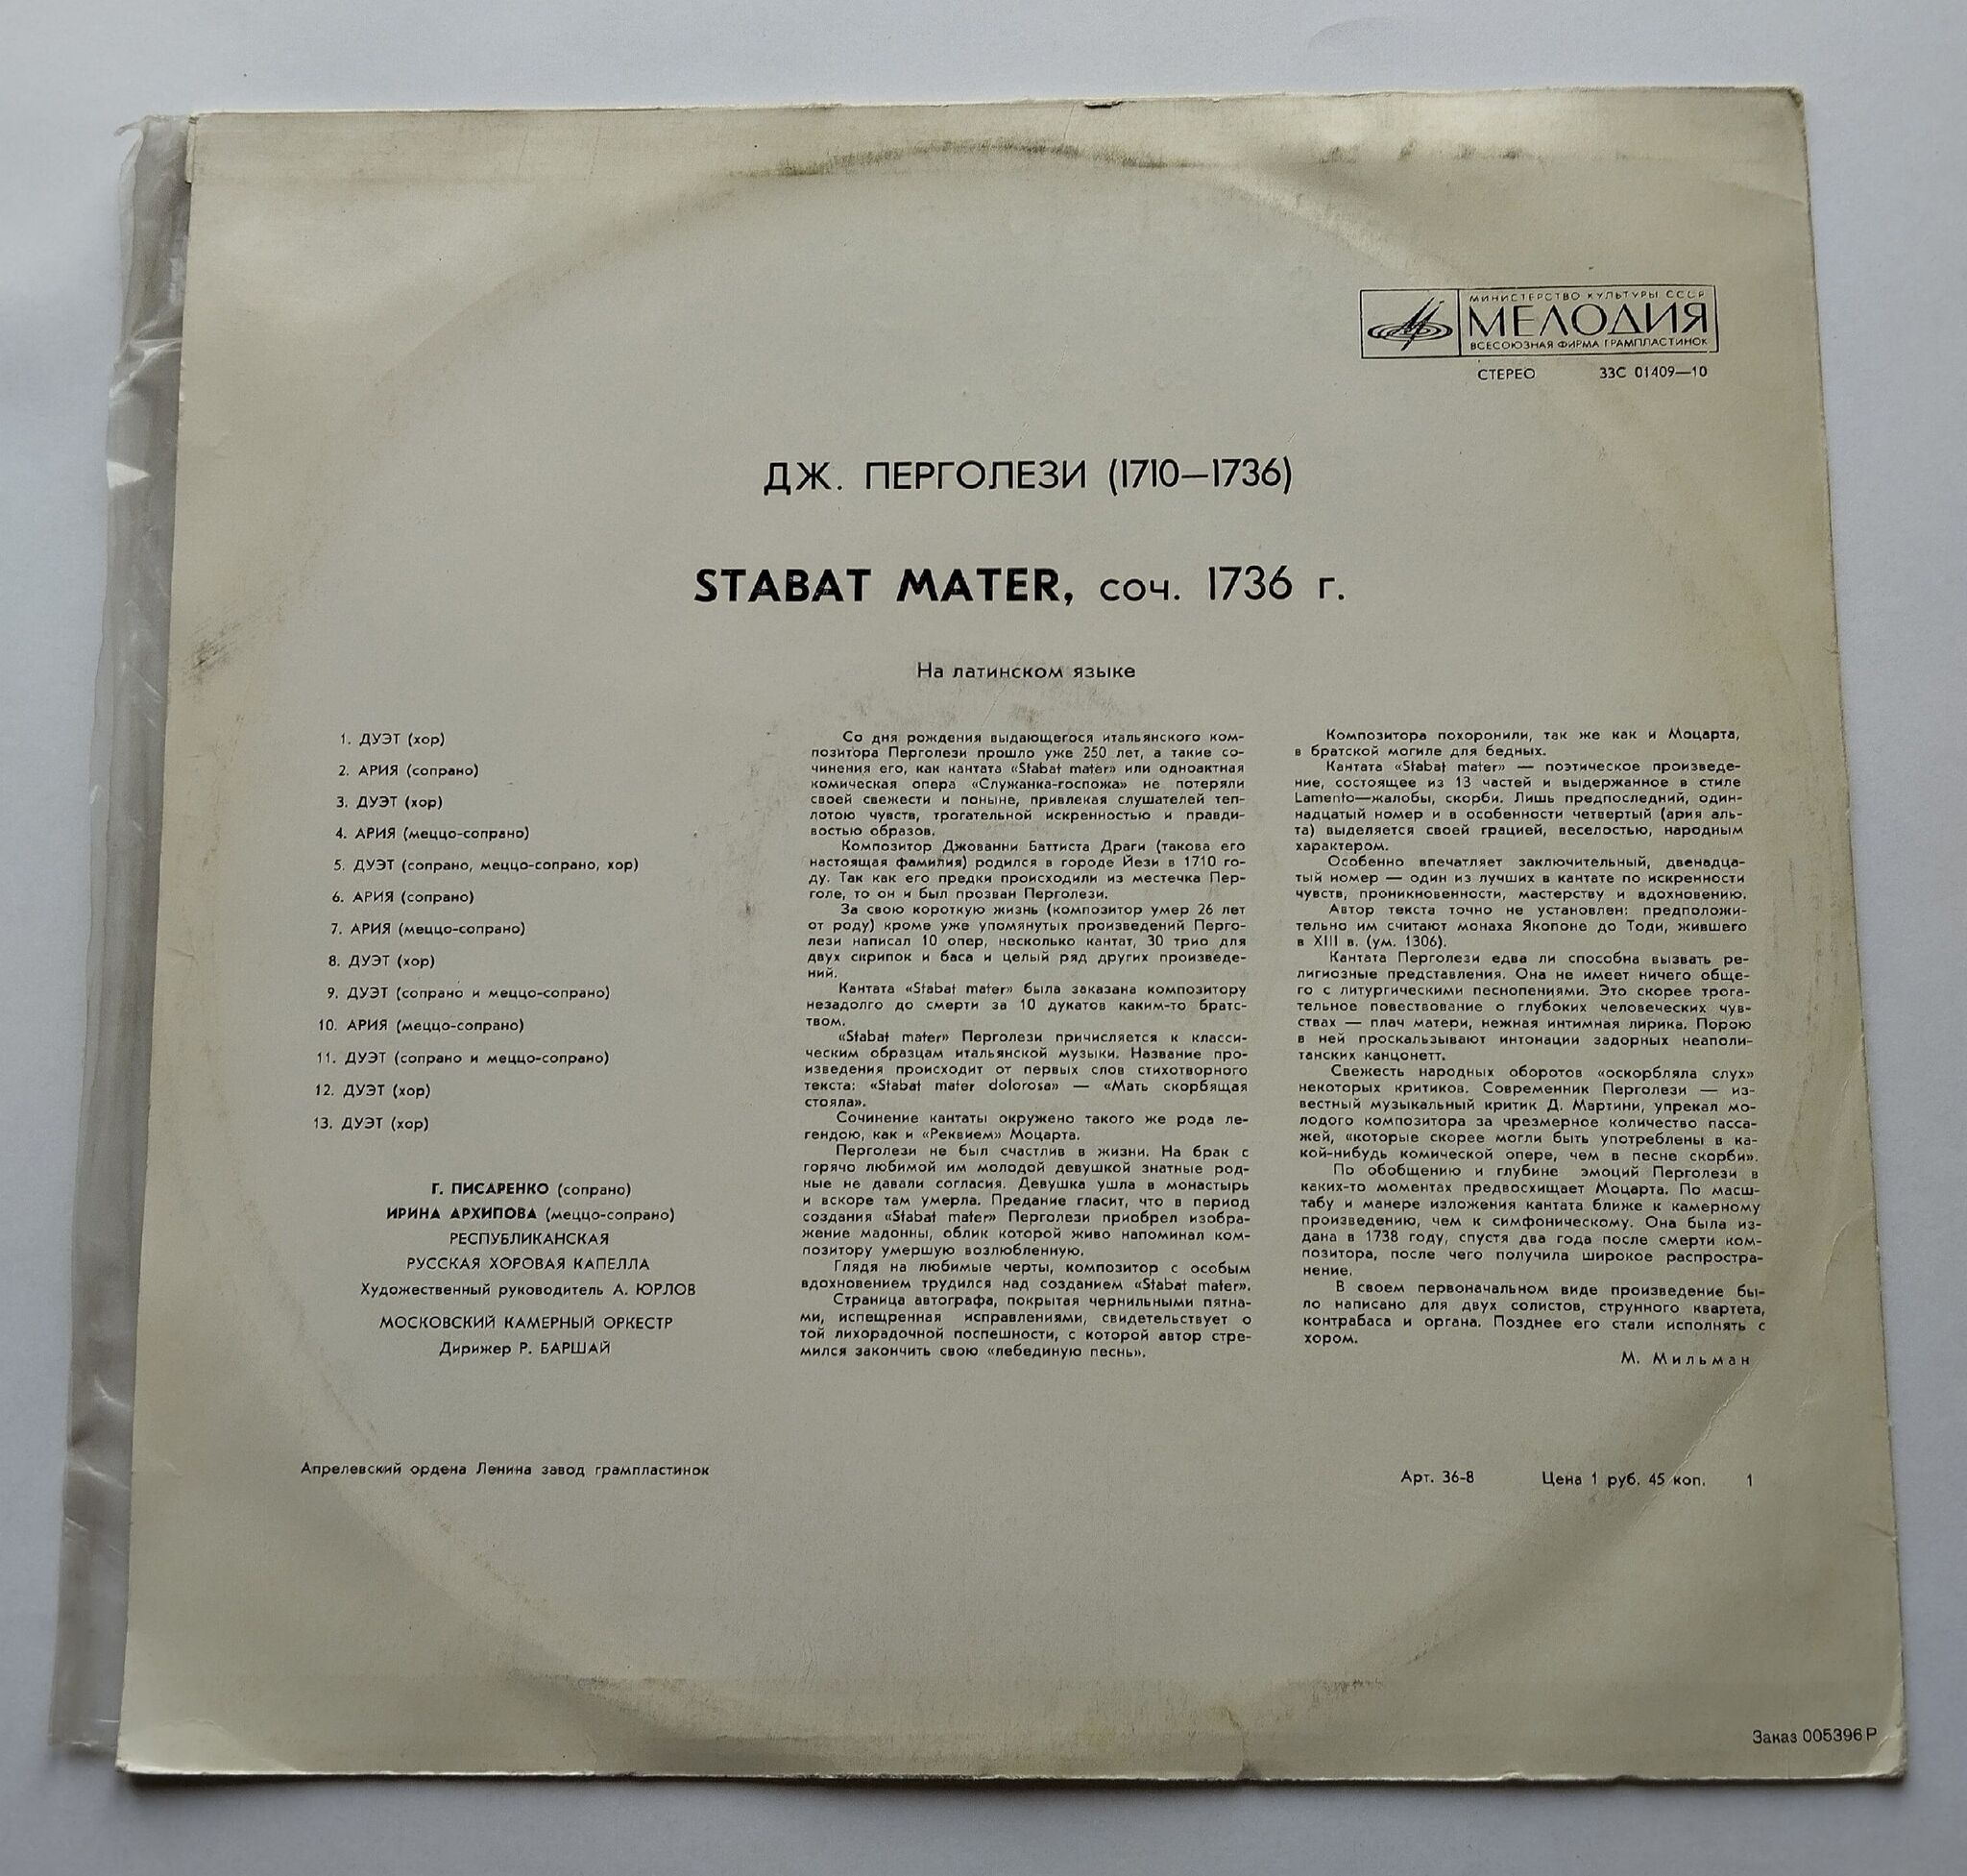 МИНИСТЕРСТВО КУЛЬТУРЫ СССР
МЕЛОДИЯ
ВСЕСОЮЗНАЯ ФИРМА ГРАМПЛАСТИНОК
СТЕРЕО 33С 01409—10
ДЖ. ПЕРГОЛЕЗИ (1710—1736)
STABAT MATER, соч. 1736 г.
На латинском языке
1. ДУЭТ (хор)
2. АРИЯ (сопрано)
3. ДУЭТ (хор)
4. АРИЯ (меццо-сопрано)
5. ДУЭТ (сопрано, меццо-сопрано, хор)
6. АРИЯ (сопрано)
7. АРИЯ (меццо-сопрано)
8. ДУЭТ (хор)
9. ДУЭТ (сопрано и меццо-сопрано)
10. АРИЯ (меццо-сопрано)
11. ДУЭТ (сопрано и меццо-сопрано)
12. ДУЭТ (хор)
13. ДУЭТ (хор)
Г. ПИСАРЕНКО (сопрано)
ИРИНА АРХИПОВА (меццо-сопрано)
РЕСПУБЛИКАНСКАЯ
РУССКАЯ ХОРОВАЯ КАПЕЛЛА
Художественный руководитель А. ЮРЛОВ
МОСКОВСКИЙ КАМЕРНЫЙ ОРКЕСТР
Дирижер Р. БАРШАЙ
Со дня рождения выдающегося итальянского ком-
позитора Перголези прошло уже 250 лет, а такие со-
чинения его, как кантата «Stabat mater» или одноактная
комическая опера «Служанка-госпожа» не потеряли
своей свежести и поныне, привлекая слушателей теп-
лотою чувств, трогательной искренностью и правди-
востью образов.
Композитор Джованни Баттиста Драги (такова его
настоящая фамилия) родился в городе Йези в 1710 го-
ду. Так как его предки происходили из местечка Пер-
голе, то он и был прозван Перголези.
За свою короткую жизнь (композитор умер 26 лет
от роду) кроме уже упомянутых произведений Перго-
лези написал 10 опер, несколько кантат, 30 трио для
двух скрипок и баса и целый ряд других произведе-
ний.
Кантата «Stabat mater» была заказана композитору
незадолго до смерти за 10 дукатов каким-то братс-
твом.
«Stabat mater» Перголези причисляется к класси-
ческим образцам итальянской музыки. Название про-
изведения происходит от первых слов стихотворного
текста: «Stabat mater dolorosa» — «Мать скорбящая
стояла».
Сочинение кантаты окружено такого же рода ле-
гендою, как и «Реквием» Моцарта.
Перголези не был счастлив в жизни. На брак с
горячо любимой им молодой девушкой знатные род-
ные не давали согласия. Девушка ушла в монастырь
и вскоре там умерла. Предание гласит, что в период
создания «Stabat mater» Перголези приобрел изобра-
жение мадонны, облик которой живо напоминал ком-
позитору умершую возлюбленную.
Глядя на любимые черты, композитор с особым
вдохновением трудился над созданием «Stabat mater».
Страница автографа, покрытая чернильными пятна-
ми, испещренная исправлениями, свидетельствует о
той лихорадочной поспешности, с которой автор стре-
мился закончить свою «лебединую песнь».
Композитора похоронили, так же как и Моцарта,
в братской могиле для бедных.
Кантата «Stabat mater» — поэтическое произведе-
ние, состоящее из 13 частей и выдержанное в стиле
Lamento—жалобы, скорби. Лишь предпоследний, один-
надцатый номер и в особенности четвертый (ария аль-
та) выделяется своей грацией, веселостью, народным
характером.
Особенно впечатляет заключительный, двенадца-
тый номер — один из лучших в кантате по искренности
чувств, проникновенности, мастерству и вдохновению.
Автор текста точно не установлен: предположи-
тельно им считают монаха Якопоне до Тоди, жившего
в XIII в. (ум. 1306).
Кантата Перголези едва ли способна вызвать ре-
лигиозные представления. Она не имеет ничего обще-
го с литургическими песнопениями. Это скорее трога-
тельное повествование о глубоких человеческих чув-
ствах — плач матери, нежная интимная лирика. Порою
в ней проскальзывают интонации задорных неаполи-
танских канцонетт.
Свежесть народных оборотов «оскорбляла слух»
некоторых критиков. Современник Перголези — из-
вестный музыкальный критик Д. Мартини, упрекал мо-
лодого композитора за чрезмерное количество пасса-
жей, «которые скорее могли быть употреблены в ка-
кой-нибудь комической опере, чем в песне скорби».
По обобщению и глубине эмоций Перголези в
каких-то моментах предвосхищает Моцарта. По масш-
табу и манере изложения кантата ближе к камерному
произведению, чем к симфоническому. Она была из-
дана в 1738 году, спустя два года после смерти ком-
позитора, после чего получила широкое распростра-
нение.
В своем первоначальном виде произведение бы-
ло написано для двух солистов, струнного квартета,
контрабаса и органа. Позднее его стали исполнять с
хором.
М. Мильман
Апрелевский ордена Ленина завод грампластинок
Арт. 36-8 Цена 1 руб. 45 коп. 1
Заказ 005396 Р